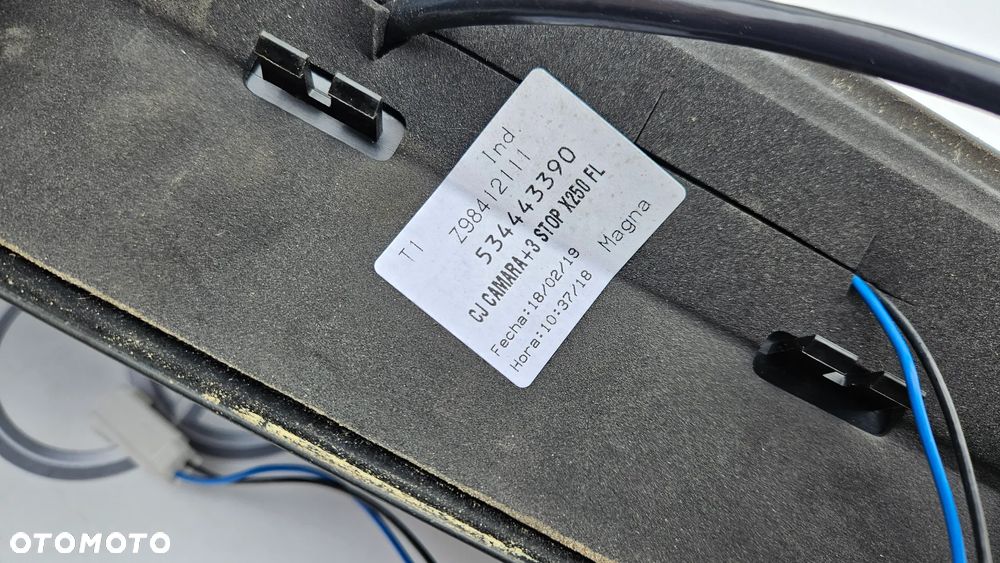 T1 Ind.
Z98412111
534443390
CJ CAMARA+3 STOP X250 FL
Fecha:18/02/19
Hora:10:37/18 Magna
OTOMOTO